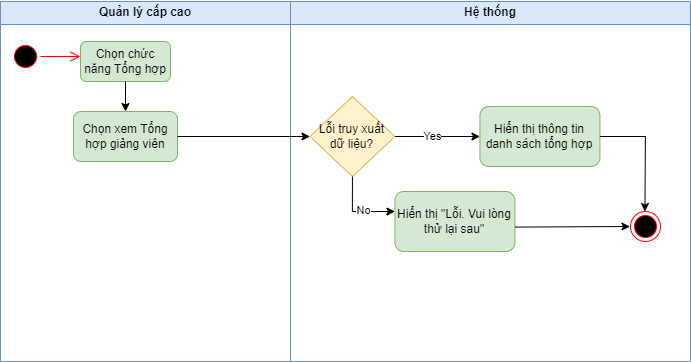 Quản lý cấp cao
Hệ thống
Chọn chức
năng Tổng hợp
Chọn xem Tổng
hợp giảng viên
Lỗi truy xuất
dữ liệu?
Yes
Hiển thị thông tin
danh sách tổng hợp
No
Hiển thị "Lỗi. Vui lòng
thử lại sau"